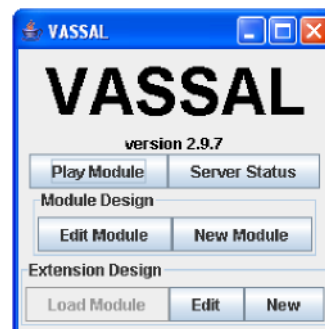 VASSAL
VASSAL
version 2.9.7
Play Module Server Status
Module Design
Edit Module New Module
Extension Design
Load Module Edit New